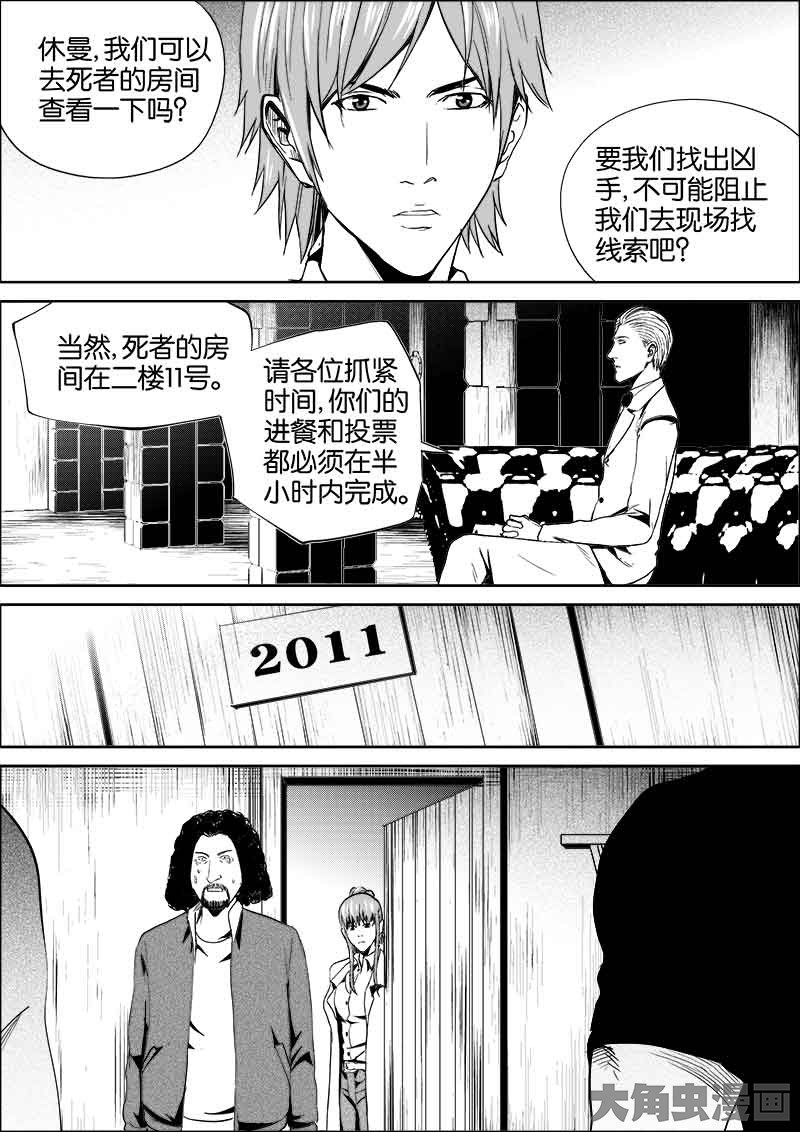 休曼,我们可以
去死者的房间
查看一下吗?
要我们找出凶
手,不可能阻止
我们去现场找
线索吧?
当然,死者的房
间在二楼11号。
请各位抓紧
时间,你们的
进餐和投票
都必须在半
小时内完成。
2011
大角虫漫画